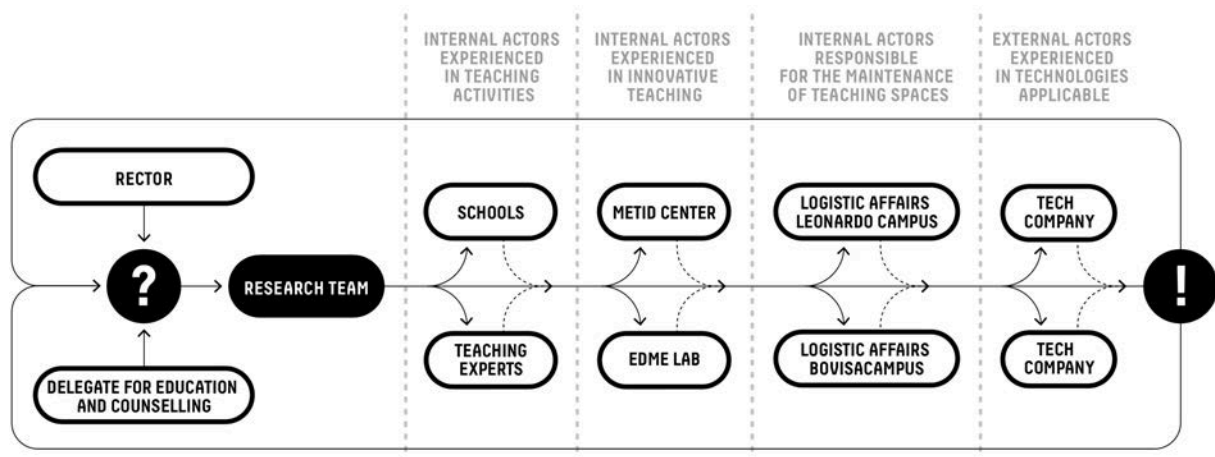 INTERNAL ACTORS
EXPERIENCED
IN TEACHING
ACTIVITIES
INTERNAL ACTORS
EXPERIENCED
IN INNOVATIVE
TEACHING
INTERNAL ACTORS
RESPONSIBLE
FOR THE MAINTENANCE
OF TEACHING SPACES
EXTERNAL ACTORS
EXPERIENCED
IN TECHNOLOGIES
APPLICABLE
RECTOR
?
DELEGATE FOR EDUCATION
AND COUNSELLING
RESEARCH TEAM
SCHOOLS
TEACHING
EXPERTS
METID CENTER
EDME LAB
LOGISTIC AFFAIRS
LEONARDO CAMPUS
LOGISTIC AFFAIRS
BOVISACAMPUS
TECH
COMPANY
TECH
COMPANY
!